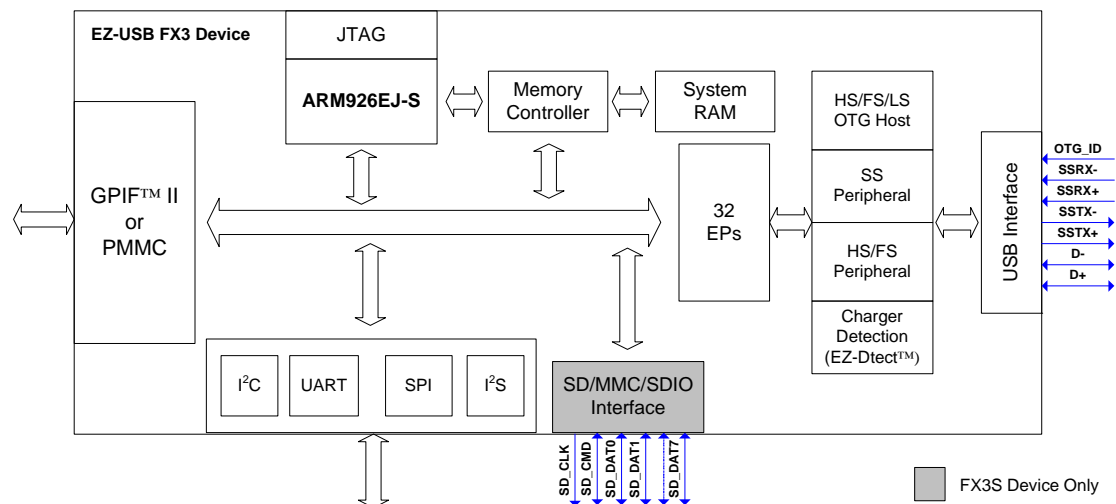 EZ-USB FX3 Device
JTAG
ARM926EJ-S
Memory
Controller
System
RAM
HS/FS/LS
OTG Host
SS
Peripheral
HS/FS
Peripheral
Charger
Detection
(EZ-Dtect™)
GPIF™ II
or
PMMC
32
EPs
USB Interface
OTG_ID
SSRX-
SSRX+
SSTX-
SSTX+
D-
D+
I²C
UART
SPI
I²S
SD/MMC/SDIO
Interface
SD_CLK
SD_CMD
SD_DAT0
SD_DAT1
SD_DAT7
FX3S Device Only